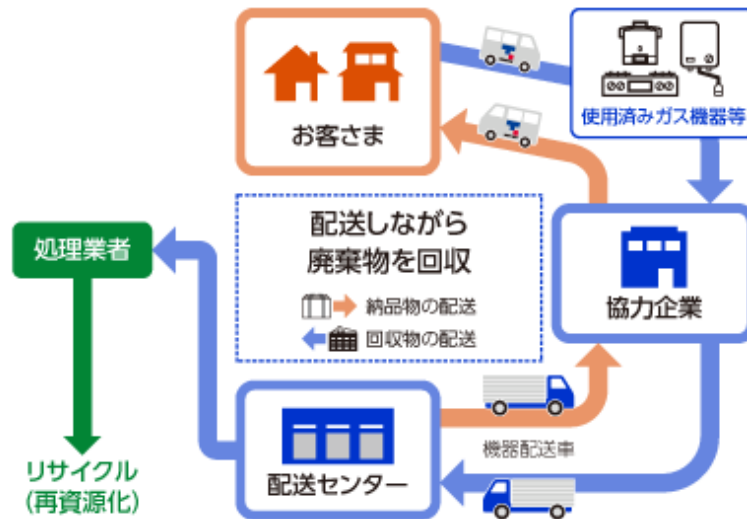 お客さま
使用済みガス機器等
配送しながら
廃棄物を回収
納品物の配送
回収物の配送
処理業者
協力企業
機器配送車
配送センター
リサイクル
(再資源化)